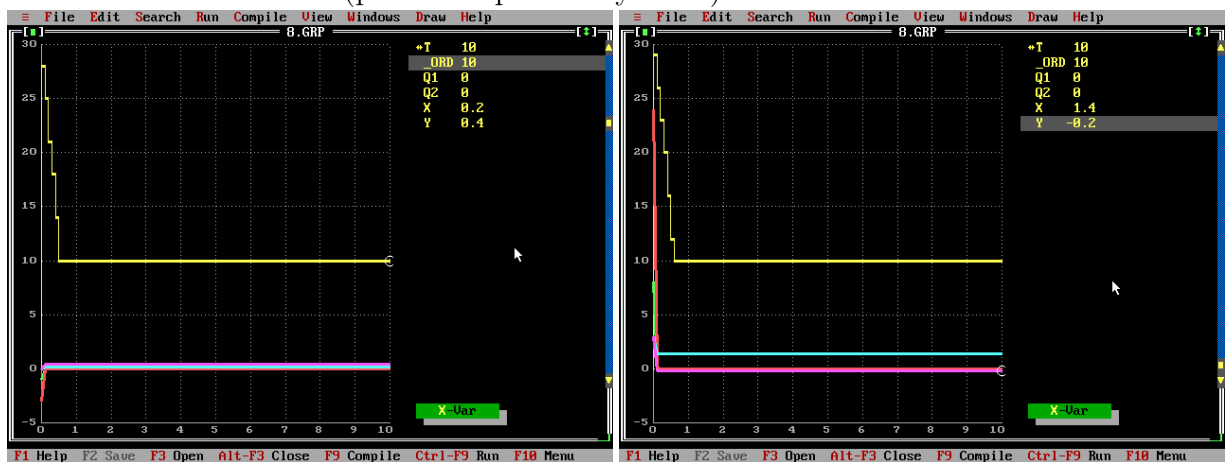 ≡ File Edit Search Run Compile View Windows Draw Help
8.GRP
30
25
20
15
10
5
0
-5
0 1 2 3 4 5 6 7 8 9 10
T 10
_ORD 10
Q1 0
Q2 0
X 0.2
Y 0.4
X-Var
F1 Help F2 Save F3 Open Alt-F3 Close F9 Compile Ctrl-F9 Run F10 Menu
≡ File Edit Search Run Compile View Windows Draw Help
8.GRP
30
25
20
15
10
5
0
-5
0 1 2 3 4 5 6 7 8 9 10
T 10
_ORD 10
Q1 0
Q2 0
X 1.4
Y -0.2
X-Var
F1 Help F2 Save F3 Open Alt-F3 Close F9 Compile Ctrl-F9 Run F10 Menu